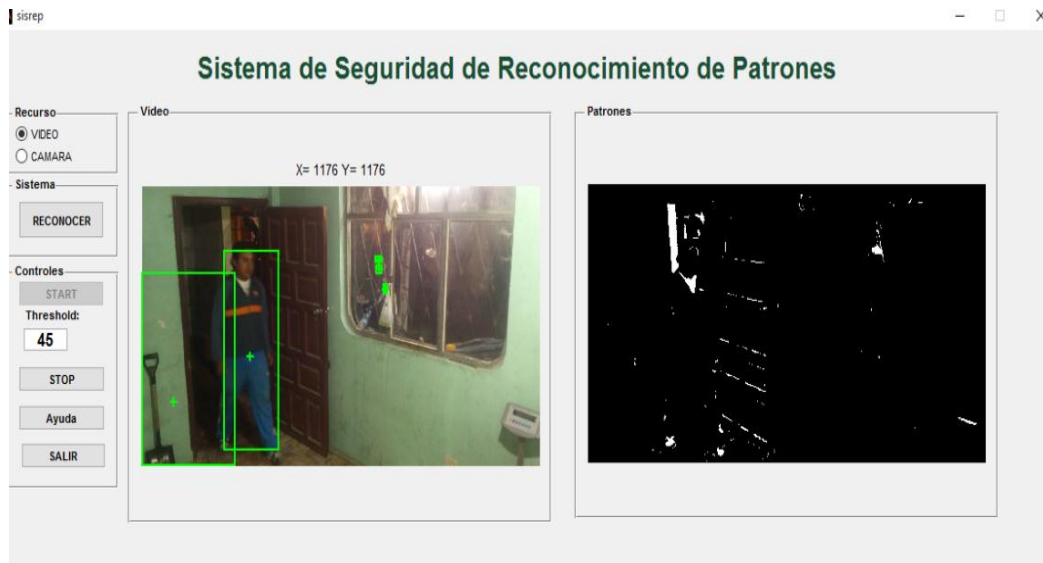 sisrep
Sistema de Seguridad de Reconocimiento de Patrones
Recurso
VIDEO
CAMARA
Sistema
RECONOCER
Controles
START
Threshold:
45
STOP
Ayuda
SALIR
Video
X= 1176 Y= 1176
Patrones